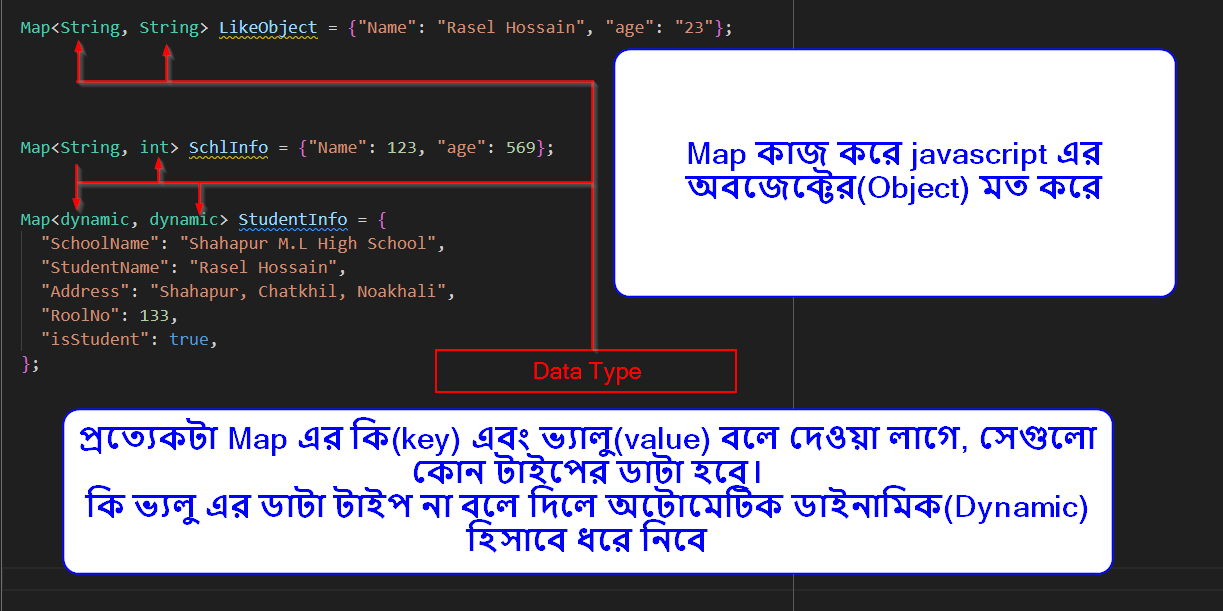 Map<String, String> LikeObject = {"Name": "Rasel Hossain", "age": "23"};
Map কাজ করে javascript এর
অবজেক্টের(Object) মত করে
Map<String, int> SchlInfo = {"Name": 123, "age": 569};
Map<dynamic, dynamic> StudentInfo = {
"SchoolName": "Shahapur M.L High School",
"StudentName": "Rasel Hossain",
"Address": "Shahapur, Chatkhil, Noakhali",
"RoolNo": 133,
"isStudent": true,
};
Data Type
প্রত্যেকটা Map এর কি(key) এবং ভ্যালু(value) বলে দেওয়া লাগে, সেগুলো
কোন টাইপের ডাটা হবে।
কি ভ্যলু এর ডাটা টাইপ না বলে দিলে অটোমেটিক ডাইনামিক(Dynamic)
হিসাবে ধরে নিবে